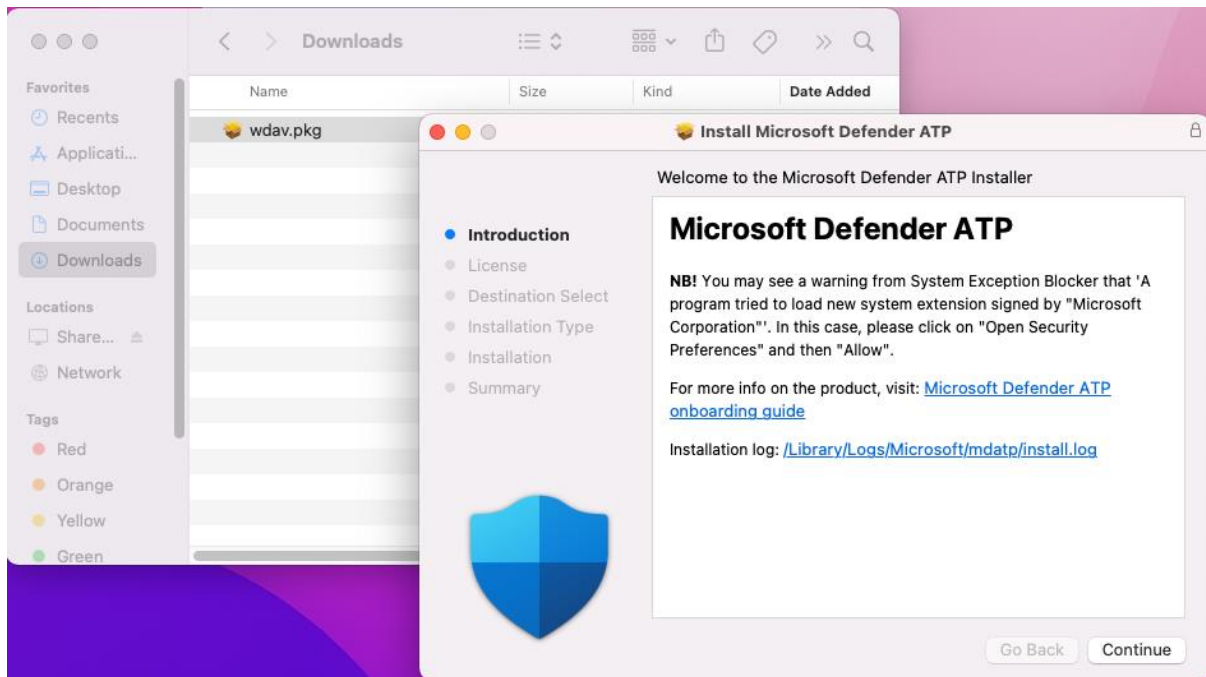 Downloads
Favorites
Recents
Applicati...
Desktop
Documents
Downloads
Locations
Share...
Network
Tags
Red
Orange
Yellow
Green
Name Size Kind Date Added
wdav.pkg
Install Microsoft Defender ATP
Welcome to the Microsoft Defender ATP Installer
Introduction
License
Destination Select
Installation Type
Installation
Summary
Microsoft Defender ATP
NB! You may see a warning from System Exception Blocker that 'A
program tried to load new system extension signed by "Microsoft
Corporation"'. In this case, please click on "Open Security
Preferences" and then "Allow".
For more info on the product, visit: Microsoft Defender ATP
onboarding guide
Installation log: /Library/Logs/Microsoft/mdatp/install.log
Go Back Continue